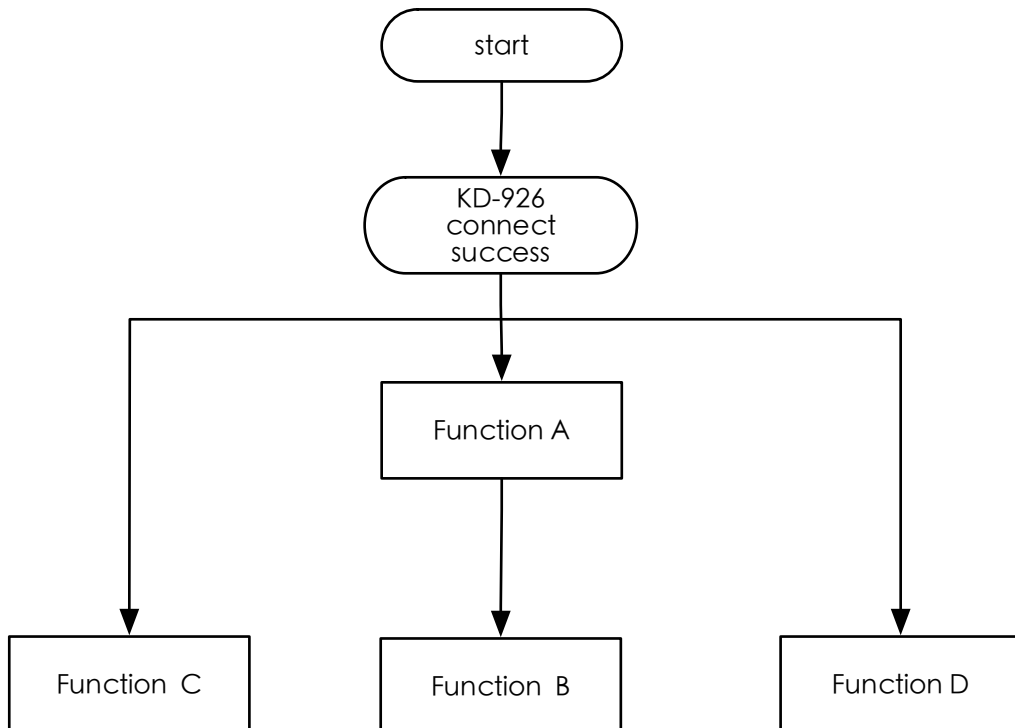 start
KD-926
connect
success
Function A
Function C
Function B
Function D